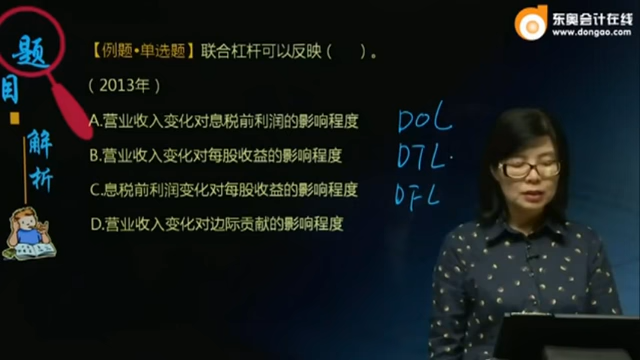 东奥会计在线
www.dongao.com
题目
解析
【例题·单选题】联合杠杆可以反映（ ）。
（2013年）
A.营业收入变化对息税前利润的影响程度
B.营业收入变化对每股收益的影响程度
C.息税前利润变化对每股收益的影响程度
D.营业收入变化对边际贡献的影响程度
DOL
DTL
DFL